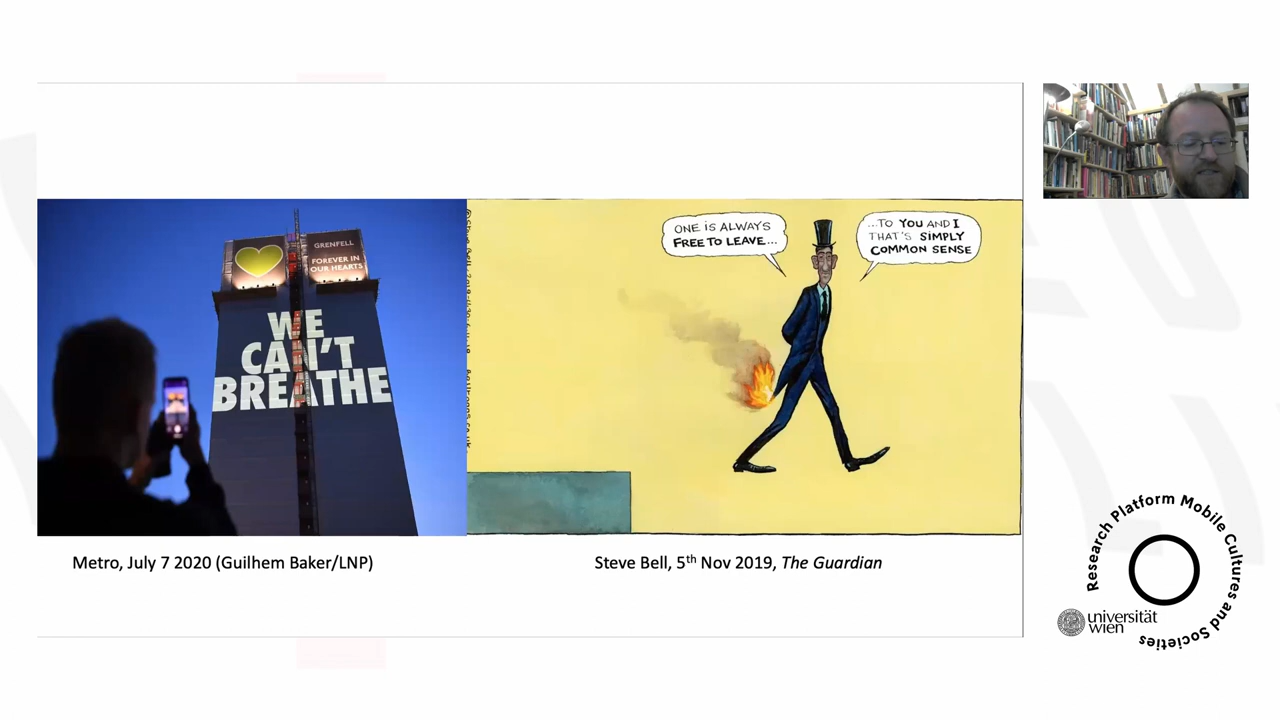 GRENFELL
FOREVER IN
OUR HEARTS
WE
CAN'T
BREATHE
ONE IS ALWAYS
FREE TO LEAVE...
...TO YOU AND I
THAT'S SIMPLY
COMMON SENSE
Metro, July 7 2020 (Guilhem Baker/LNP)
Steve Bell, 5th Nov 2019, The Guardian
Research Platform Mobile Cultures and Societies
universität
wien